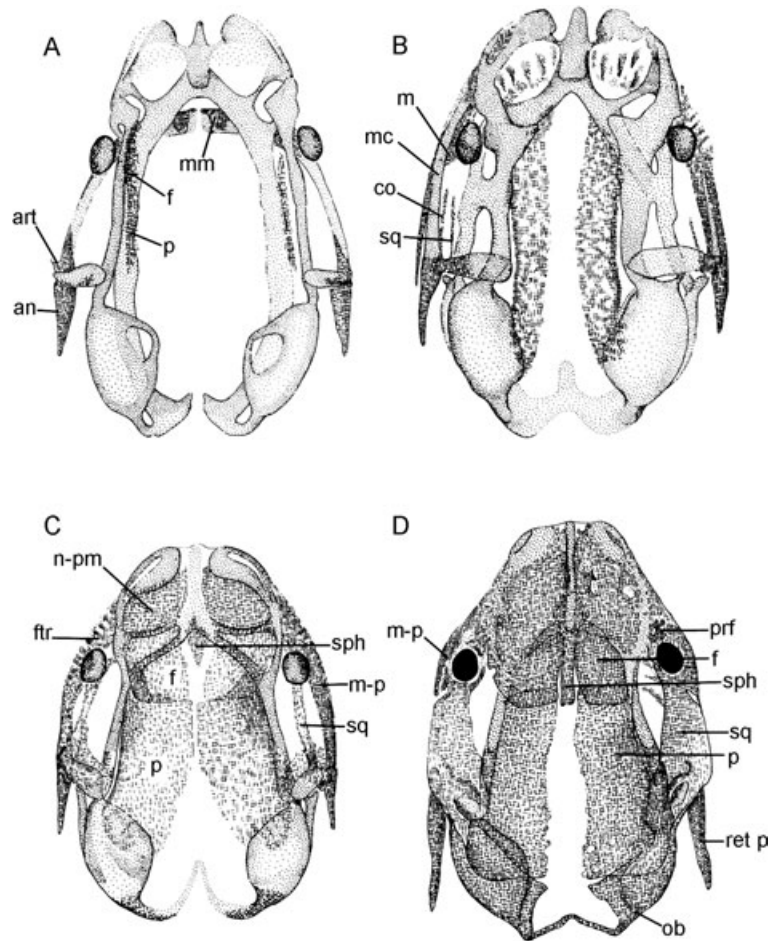 A
mm
f
p
art
an
B
m
mc
co
sq
C
n-pm
ftr
sph
f
m-p
sq
p
D
m-p
prf
f
sph
sq
p
ret p
ob